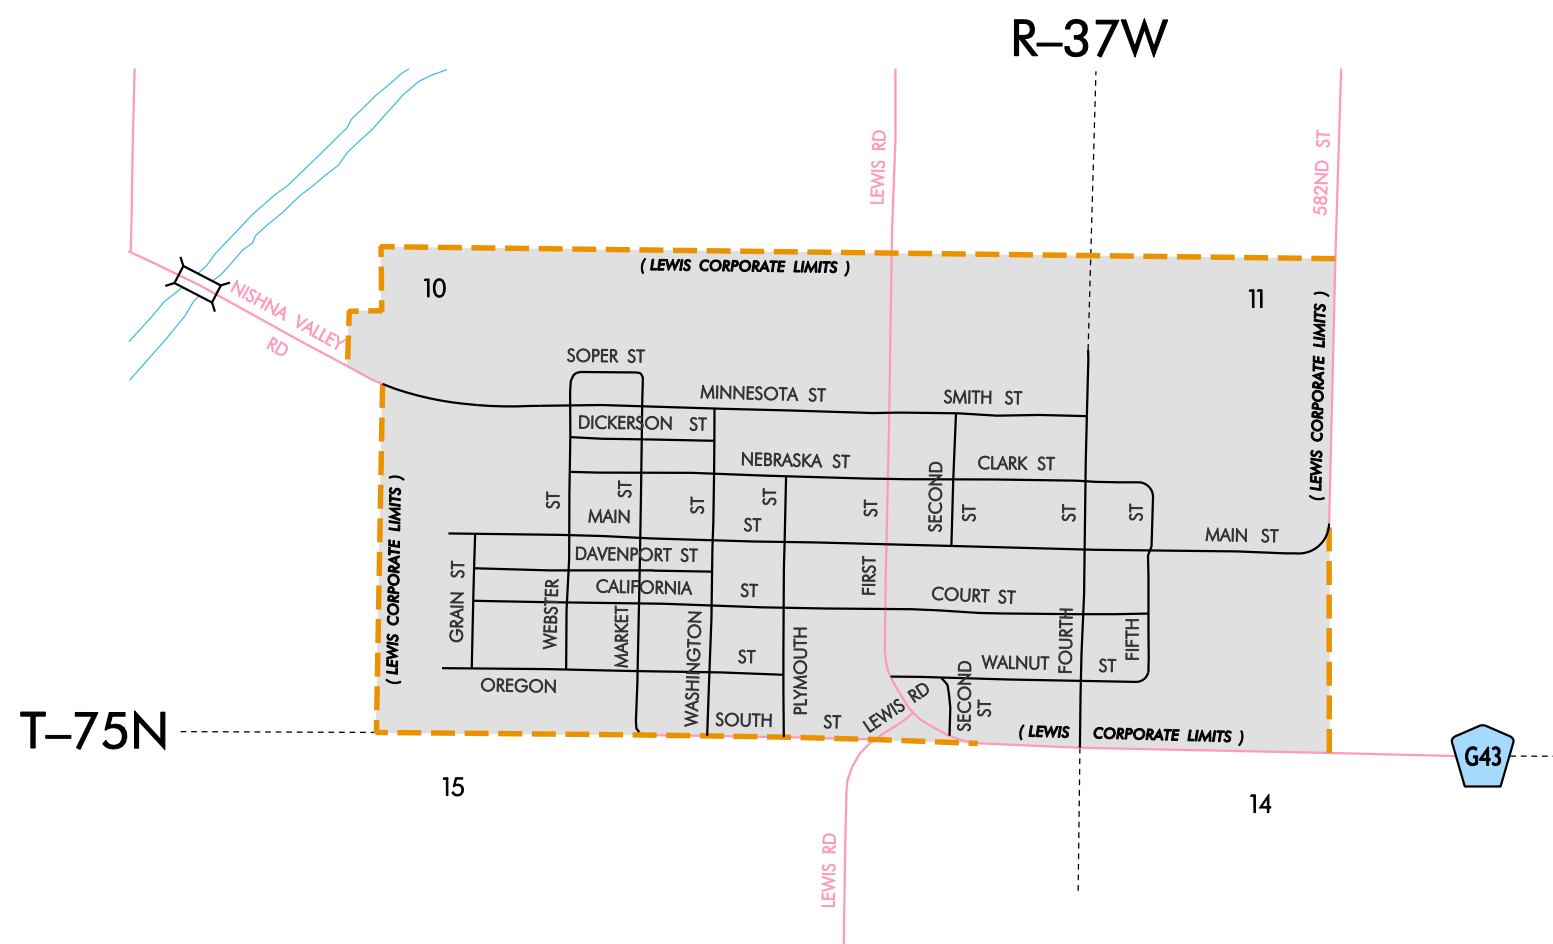 R–37W
LEWIS RD
582ND ST
( LEWIS CORPORATE LIMITS )
10
11
NISHNA VALLEY
RD
( LEWIS CORPORATE LIMITS )
SOPER ST
MINNESOTA ST
SMITH ST
DICKERSON ST
NEBRASKA ST
CLARK ST
MAIN ST
MAIN ST
DAVENPORT ST
CALIFORNIA ST
COURT ST
GRAIN ST
WEBSTER ST
MARKET ST
WASHINGTON ST
PLYMOUTH ST
FIRST ST
SECOND ST
FOURTH ST
FIFTH ST
( LEWIS CORPORATE LIMITS )
OREGON ST
WALNUT ST
SECOND ST
LEWIS RD
SOUTH ST
( LEWIS CORPORATE LIMITS )
T–75N
G43
15
14
LEWIS RD